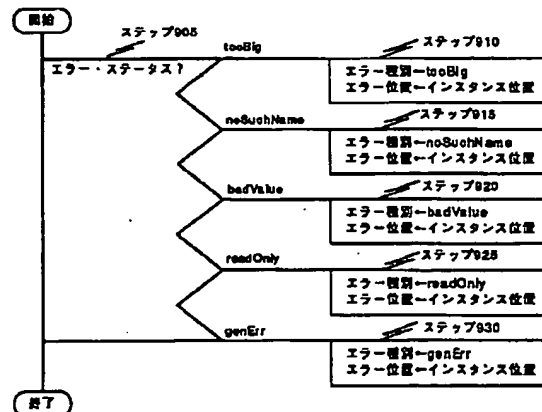 開始
ステップ905
エラー・ステータス？
tooBig
ステップ910
エラー種別←tooBig
エラー位置←インスタンス位置
noSuchName
ステップ915
エラー種別←noSuchName
エラー位置←インスタンス位置
badValue
ステップ920
エラー種別←badValue
エラー位置←インスタンス位置
readOnly
ステップ925
エラー種別←readOnly
エラー位置←インスタンス位置
genErr
ステップ930
エラー種別←genErr
エラー位置←インスタンス位置
終了